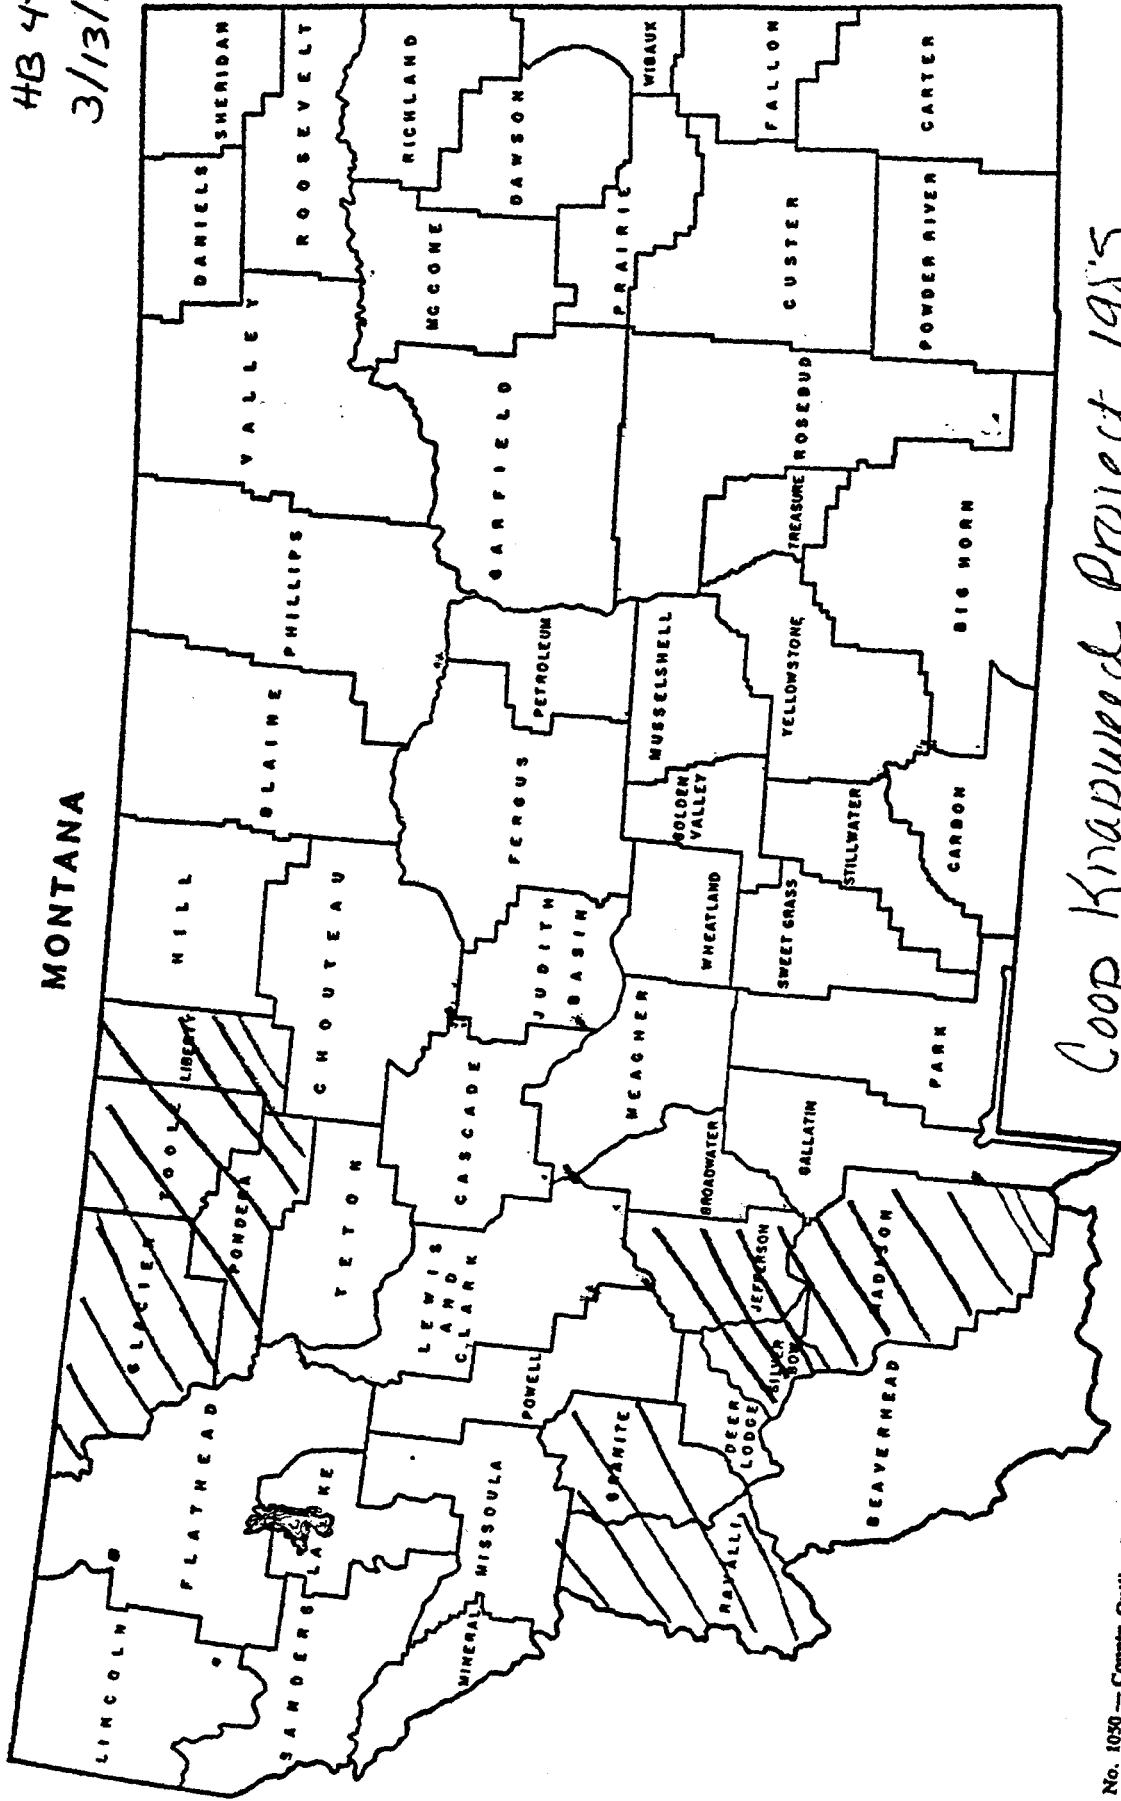 HB 4
3/13/
MONTANA
LINCOLN
FLATHEAD
GLACIER
TOOLE
LIBERTY
HILL
BLAINE
PHILLIPS
VALLEY
DANIELS
SHERIDAN
ROOSEVELT
SANDERS
LAKE
PONDERA
TETON
CHOUTEAU
RICHLAND
MCCONE
DAWSON
GARFIELD
MINERAL
MISSOULA
POWELL
LEWIS
AND
CLARK
CASCADE
JUDITH
BASIN
FERGUS
PETROLEUM
PRAIRIE
WIBAUX
RAVALLI
GRANITE
DEER
LODGE
SILVER
BOW
JEFFERSON
BROADWATER
MEAGHER
WHEATLAND
GOLDEN
VALLEY
MUSSELSHELL
TREASURE
ROSEBUD
CUSTER
FALLON
BEAVERHEAD
MADISON
GALLATIN
PARK
SWEET GRASS
STILLWATER
YELLOWSTONE
CARBON
BIG HORN
POWDER RIVER
CARTER
Coop Knapweed Project 1985
No. 1050 — County